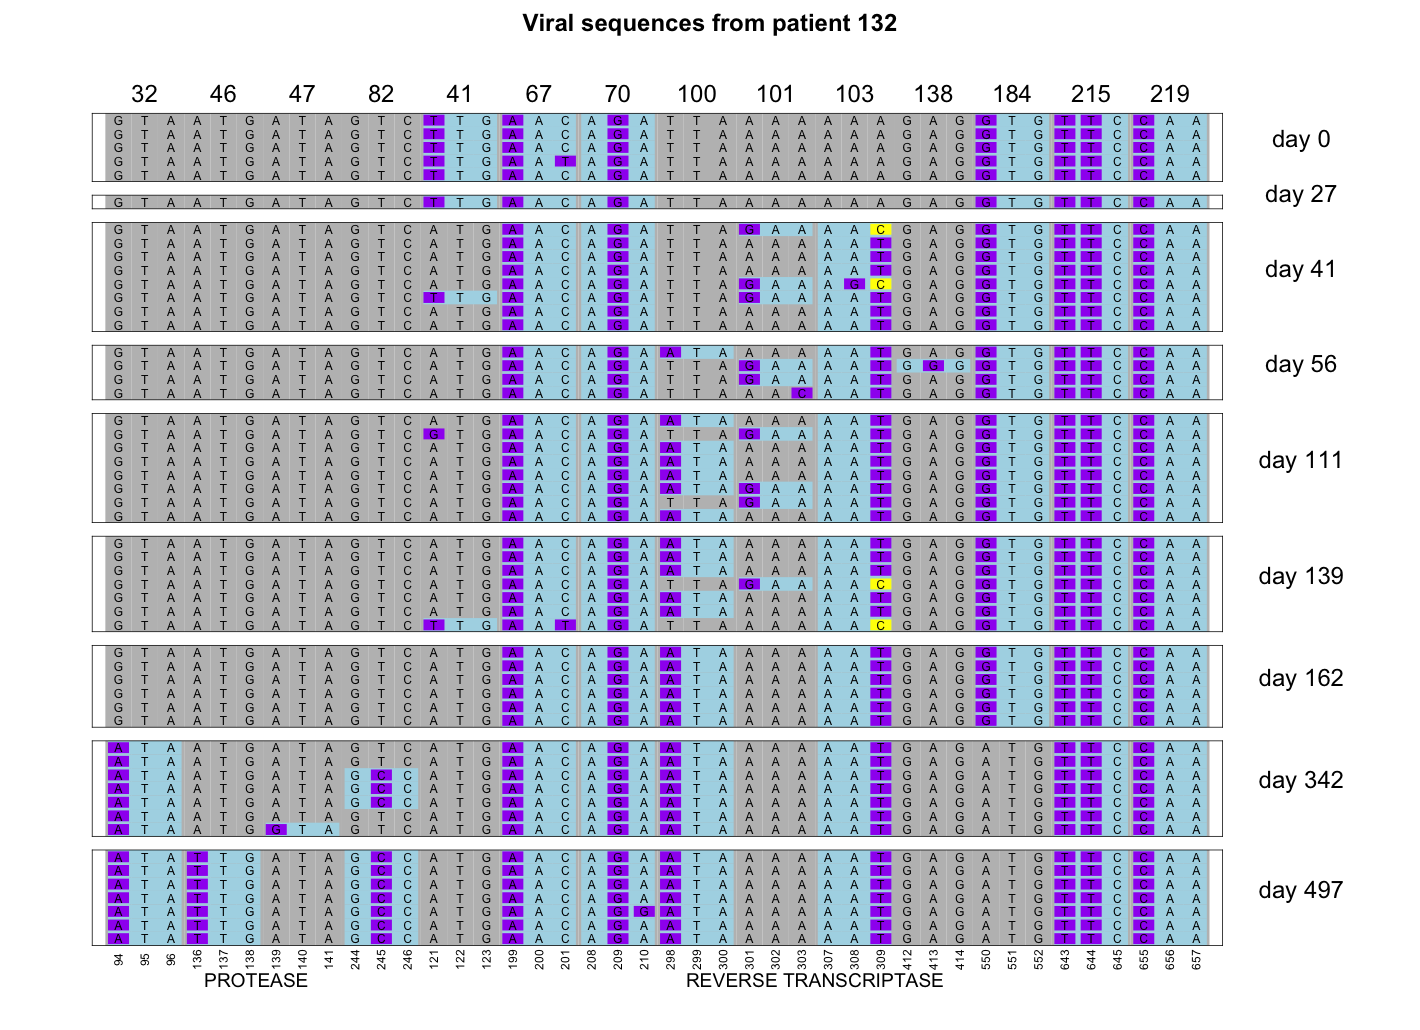 Viral sequences from patient 132
32 46 47 82 41 67 70 100 101 103 138 184 215 219
G T A A T G A T A G T C T T G A A C A G A T T A A A A A A A G A G G T G T T C C A A
G T A A T G A T A G T C T T G A A C A G A T T A A A A A A A G A G G T G T T C C A A
G T A A T G A T A G T C T T G A A C A G A T T A A A A A A A G A G G T G T T C C A A
G T A A T G A T A G T C T T G A A T A G A T T A A A A A A A G A G G T G T T C C A A
G T A A T G A T A G T C T T G A A C A G A T T A A A A A A A G A G G T G T T C C A A
day 0
G T A A T G A T A G T C T T G A A C A G A T T A A A A A A A G A G G T G T T C C A A
day 27
G T A A T G A T A G T C A T G A A C A G A T T A G A A A A C G A G G T G T T C C A A
G T A A T G A T A G T C A T G A A C A G A T T A A A A A A T G A G G T G T T C C A A
G T A A T G A T A G T C A T G A A C A G A T T A A A A A A T G A G G T G T T C C A A
G T A A T G A T A G T C A T G A A C A G A T T A A A A A A T G A G G T G T T C C A A
G T A A T G A T A G T C A G A A C A G A T T A G A A A G C G A G G T G T T C C A A
G T A A T G A T A G T C T T G A A C A G A T T A G A A A A T G A G G T G T T C C A A
G T A A T G A T A G T C A T G A A C A G A T T A A A A A A T G A G G T G T T C C A A
G T A A T G A T A G T C A T G A A C A G A T T A A A A A A T G A G G T G T T C C A A
day 41
G T A A T G A T A G T C A T G A A C A G A A T A A A A A A T G A G G T G T T C C A A
G T A A T G A T A G T C A T G A A C A G A T T A G A A A A T G G G G T G T T C C A A
G T A A T G A T A G T C A T G A A C A G A T T A G A A A A T G A G G T G T T C C A A
G T A A T G A T A G T C A T G A A C A G A T T A A A C A A T G A G G T G T T C C A A
day 56
G T A A T G A T A G T C A T G A A C A G A A T A A A A A A T G A G G T G T T C C A A
G T A A T G A T A G T C G T G A A C A G A T T A G A A A A T G A G G T G T T C C A A
G T A A T G A T A G T C A T G A A C A G A A T A A A A A A T G A G G T G T T C C A A
G T A A T G A T A G T C A T G A A C A G A A T A A A A A A T G A G G T G T T C C A A
G T A A T G A T A G T C A T G A A C A G A A T A A A A A A T G A G G T G T T C C A A
G T A A T G A T A G T C A T G A A C A G A A T A G A A A A T G A G G T G T T C C A A
G T A A T G A T A G T C A T G A A C A G A T T A G A A A A T G A G G T G T T C C A A
G T A A T G A T A G T C A T G A A C A G A A T A A A A A A T G A G G T G T T C C A A
day 111
G T A A T G A T A G T C A T G A A C A G A A T A A A A A A T G A G G T G T T C C A A
G T A A T G A T A G T C A T G A A C A G A A T A A A A A A T G A G G T G T T C C A A
G T A A T G A T A G T C A T G A A C A G A A T A A A A A A T G A G G T G T T C C A A
G T A A T G A T A G T C A T G A A C A G A T T A G A A A A C G A G G T G T T C C A A
G T A A T G A T A G T C A T G A A C A G A A T A A A A A A T G A G G T G T T C C A A
G T A A T G A T A G T C A T G A A C A G A A T A A A A A A T G A G G T G T T C C A A
G T A A T G A T A G T C T T G A A T A G A T T A A A A A A C G A G G T G T T C C A A
day 139
G T A A T G A T A G T C A T G A A C A G A A T A A A A A A T G A G G T G T T C C A A
G T A A T G A T A G T C A T G A A C A G A A T A A A A A A T G A G G T G T T C C A A
G T A A T G A T A G T C A T G A A C A G A A T A A A A A A T G A G G T G T T C C A A
G T A A T G A T A G T C A T G A A C A G A A T A A A A A A T G A G G T G T T C C A A
G T A A T G A T A G T C A T G A A C A G A A T A A A A A A T G A G G T G T T C C A A
G T A A T G A T A G T C A T G A A C A G A A T A A A A A A T G A G G T G T T C C A A
day 162
A T A A T G A T A G T C A T G A A C A G A A T A A A A A A T G A G A T G T T C C A A
A T A A T G A T A G T C A T G A A C A G A A T A A A A A A T G A G A T G T T C C A A
A T A A T G A T A G C C A T G A A C A G A A T A A A A A A T G A G A T G T T C C A A
A T A A T G A T A G C C A T G A A C A G A A T A A A A A A T G A G A T G T T C C A A
A T A A T G A T A G C C A T G A A C A G A A T A A A A A A T G A G A T G T T C C A A
A T A A T G A T A G T C A T G A A C A G A A T A A A A A A T G A G A T G T T C C A A
A T A A T G G T A G T C A T G A A C A G A A T A A A A A A T G A G A T G T T C C A A
day 342
A T A T T G A T A G C C A T G A A C A G A A T A A A A A A T G A G A T G T T C C A A
A T A T T G A T A G C C A T G A A C A G A A T A A A A A A T G A G A T G T T C C A A
A T A T T G A T A G C C A T G A A C A G A A T A A A A A A T G A G A T G T T C C A A
A T A T T G A T A G C C A T G A A C A G A A T A A A A A A T G A G A T G T T C C A A
A T A T T G A T A G C C A T G A A C A G G A T A A A A A A T G A G A T G T T C C A A
A T A T T G A T A G C C A T G A A C A G A A T A A A A A A T G A G A T G T T C C A A
A T A T T G A T A G C C A T G A A C A G A A T A A A A A A T G A G A T G T T C C A A
day 497
94 95 96 136 137 138 139 140 141 244 245 246 121 122 123 199 200 201 208 209 210 298 299 300 301 302 303 307 308 309 412 413 414 550 551 552 643 644 645 655 656 657
PROTEASE REVERSE TRANSCRIPTASE